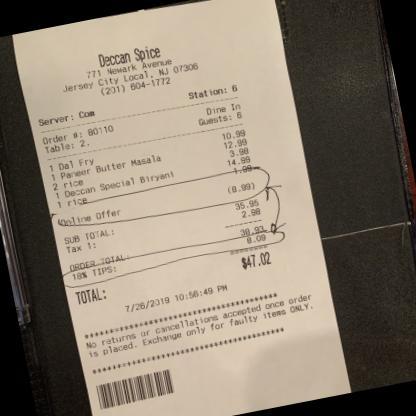 Deccan Spice
771 Newark Avenue
Jersey City Local, NJ 07306
(201) 604-1772
Station: 6
Server: Com
Order #: 80110 Dine In
Table: 2. Guests: 6
1 Dal Fry 10.99
1 Paneer Butter Masala 12.99
2 rice 3.98
1 Deccan Special Biryani 14.99
1 rice 1.99
Online Offer (8.99)
SUB TOTAL: 35.95
Tax 1: 2.98
ORDER TOTAL: 38.93
18% TIPS: 8.09
TOTAL: $47.02
7/26/2019 10:56:49 PM
*********************************
No returns or cancellations accepted once order
is placed. Exchange only for faulty items ONLY.
*********************************